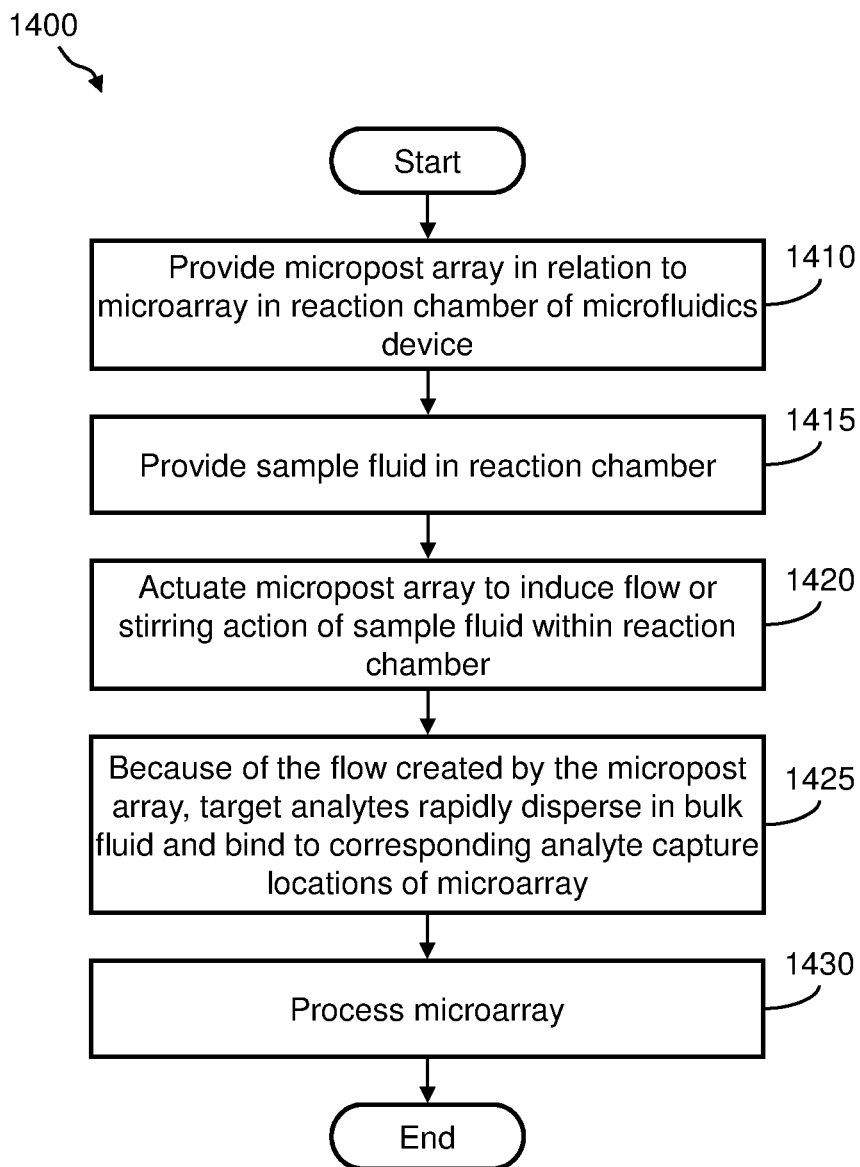 1400
Start
Provide micropost array in relation to
microarray in reaction chamber of microfluidics
device
1410
Provide sample fluid in reaction chamber
1415
Actuate micropost array to induce flow or
stirring action of sample fluid within reaction
chamber
1420
Because of the flow created by the micropost
array, target analytes rapidly disperse in bulk
fluid and bind to corresponding analyte capture
locations of microarray
1425
Process microarray
1430
End